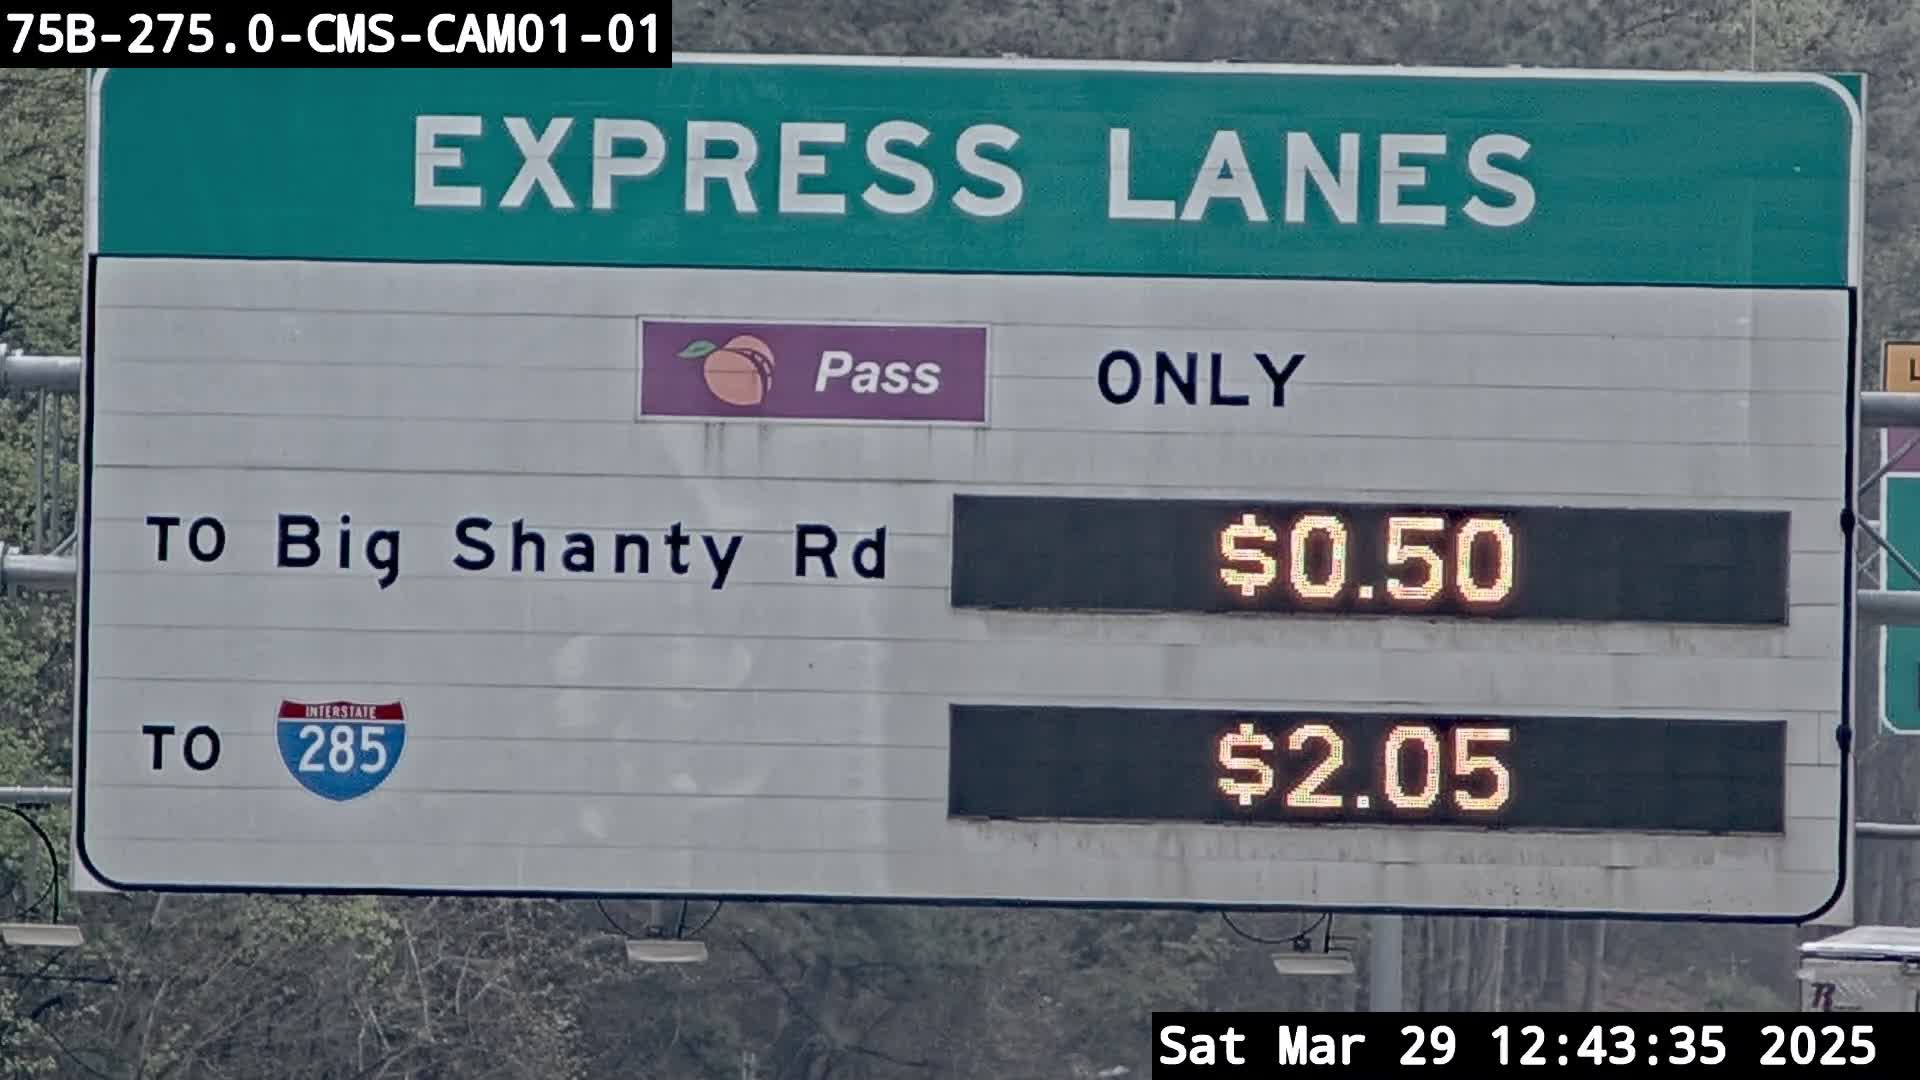 75B-275.0-CMS-CAM01-01
EXPRESS LANES
Pass ONLY
TO Big Shanty Rd $0.50
TO INTERSTATE 285 $2.05
Sat Mar 29 12:43:35 2025